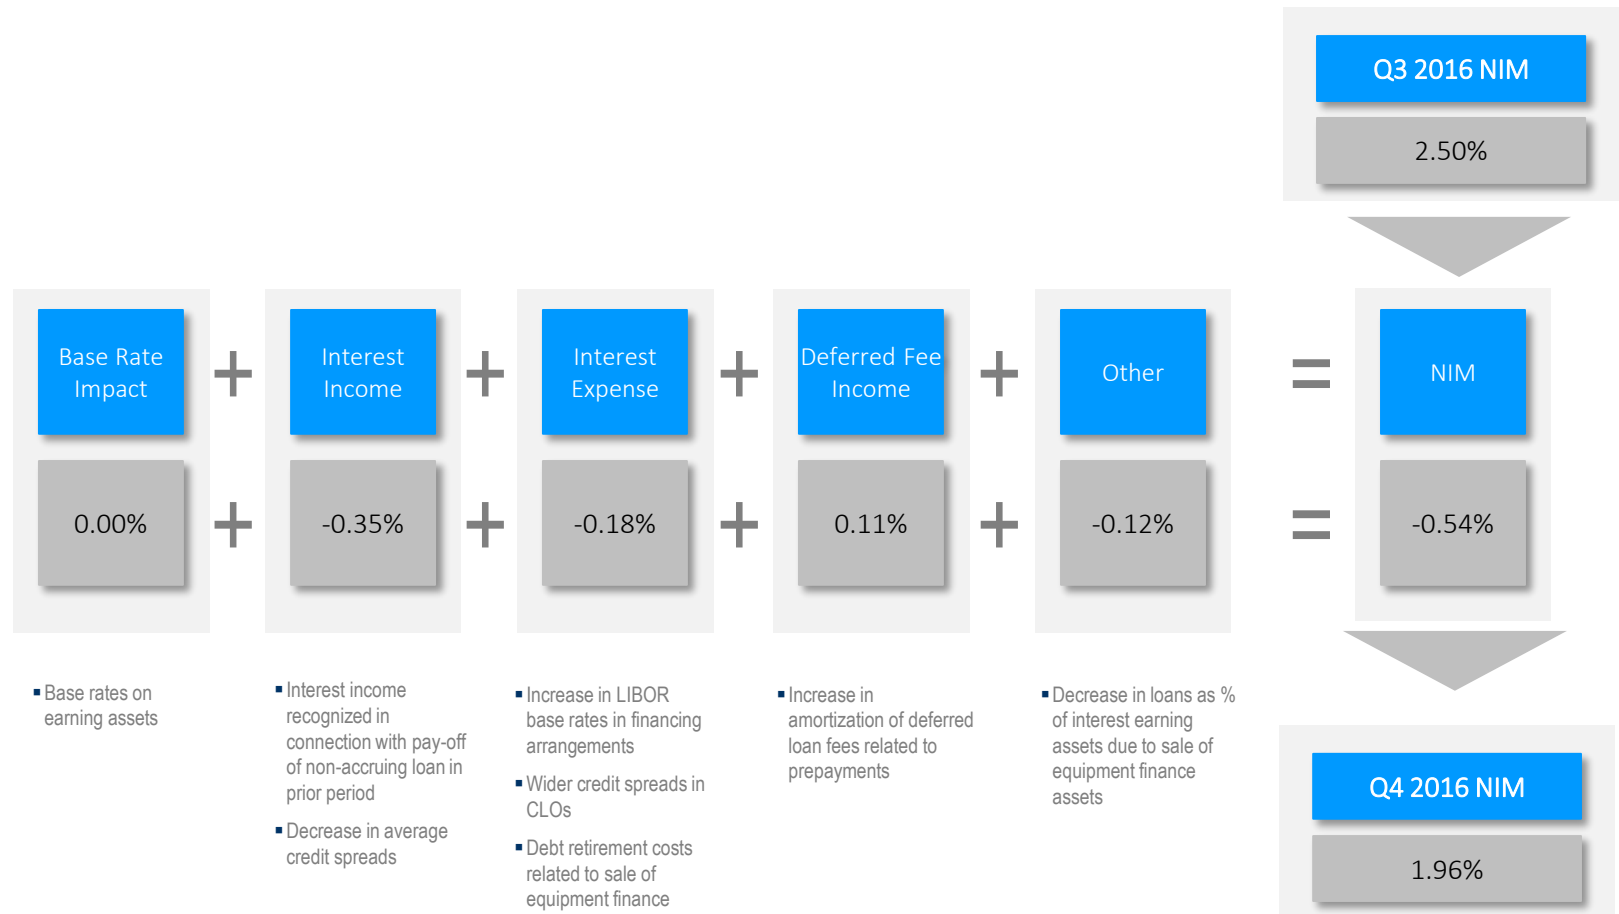 Q3 2016 NIM
2.50%
Base Rate
Impact
+
Interest
Income
+
Interest
Expense
+
Deferred Fee
Income
+
Other
=
NIM
0.00%
+
-0.35%
+
-0.18%
+
0.11%
+
-0.12%
=
-0.54%
▪ Base rates on
earning assets
▪ Interest income
recognized in
connection with pay-off
of non-accruing loan in
prior period
▪ Decrease in average
credit spreads
▪ Increase in LIBOR
base rates in financing
arrangements
▪ Wider credit spreads in
CLOs
▪ Debt retirement costs
related to sale of
equipment finance
▪ Increase in
amortization of deferred
loan fees related to
prepayments
▪ Decrease in loans as %
of interest earning
assets due to sale of
equipment finance
assets
Q4 2016 NIM
1.96%